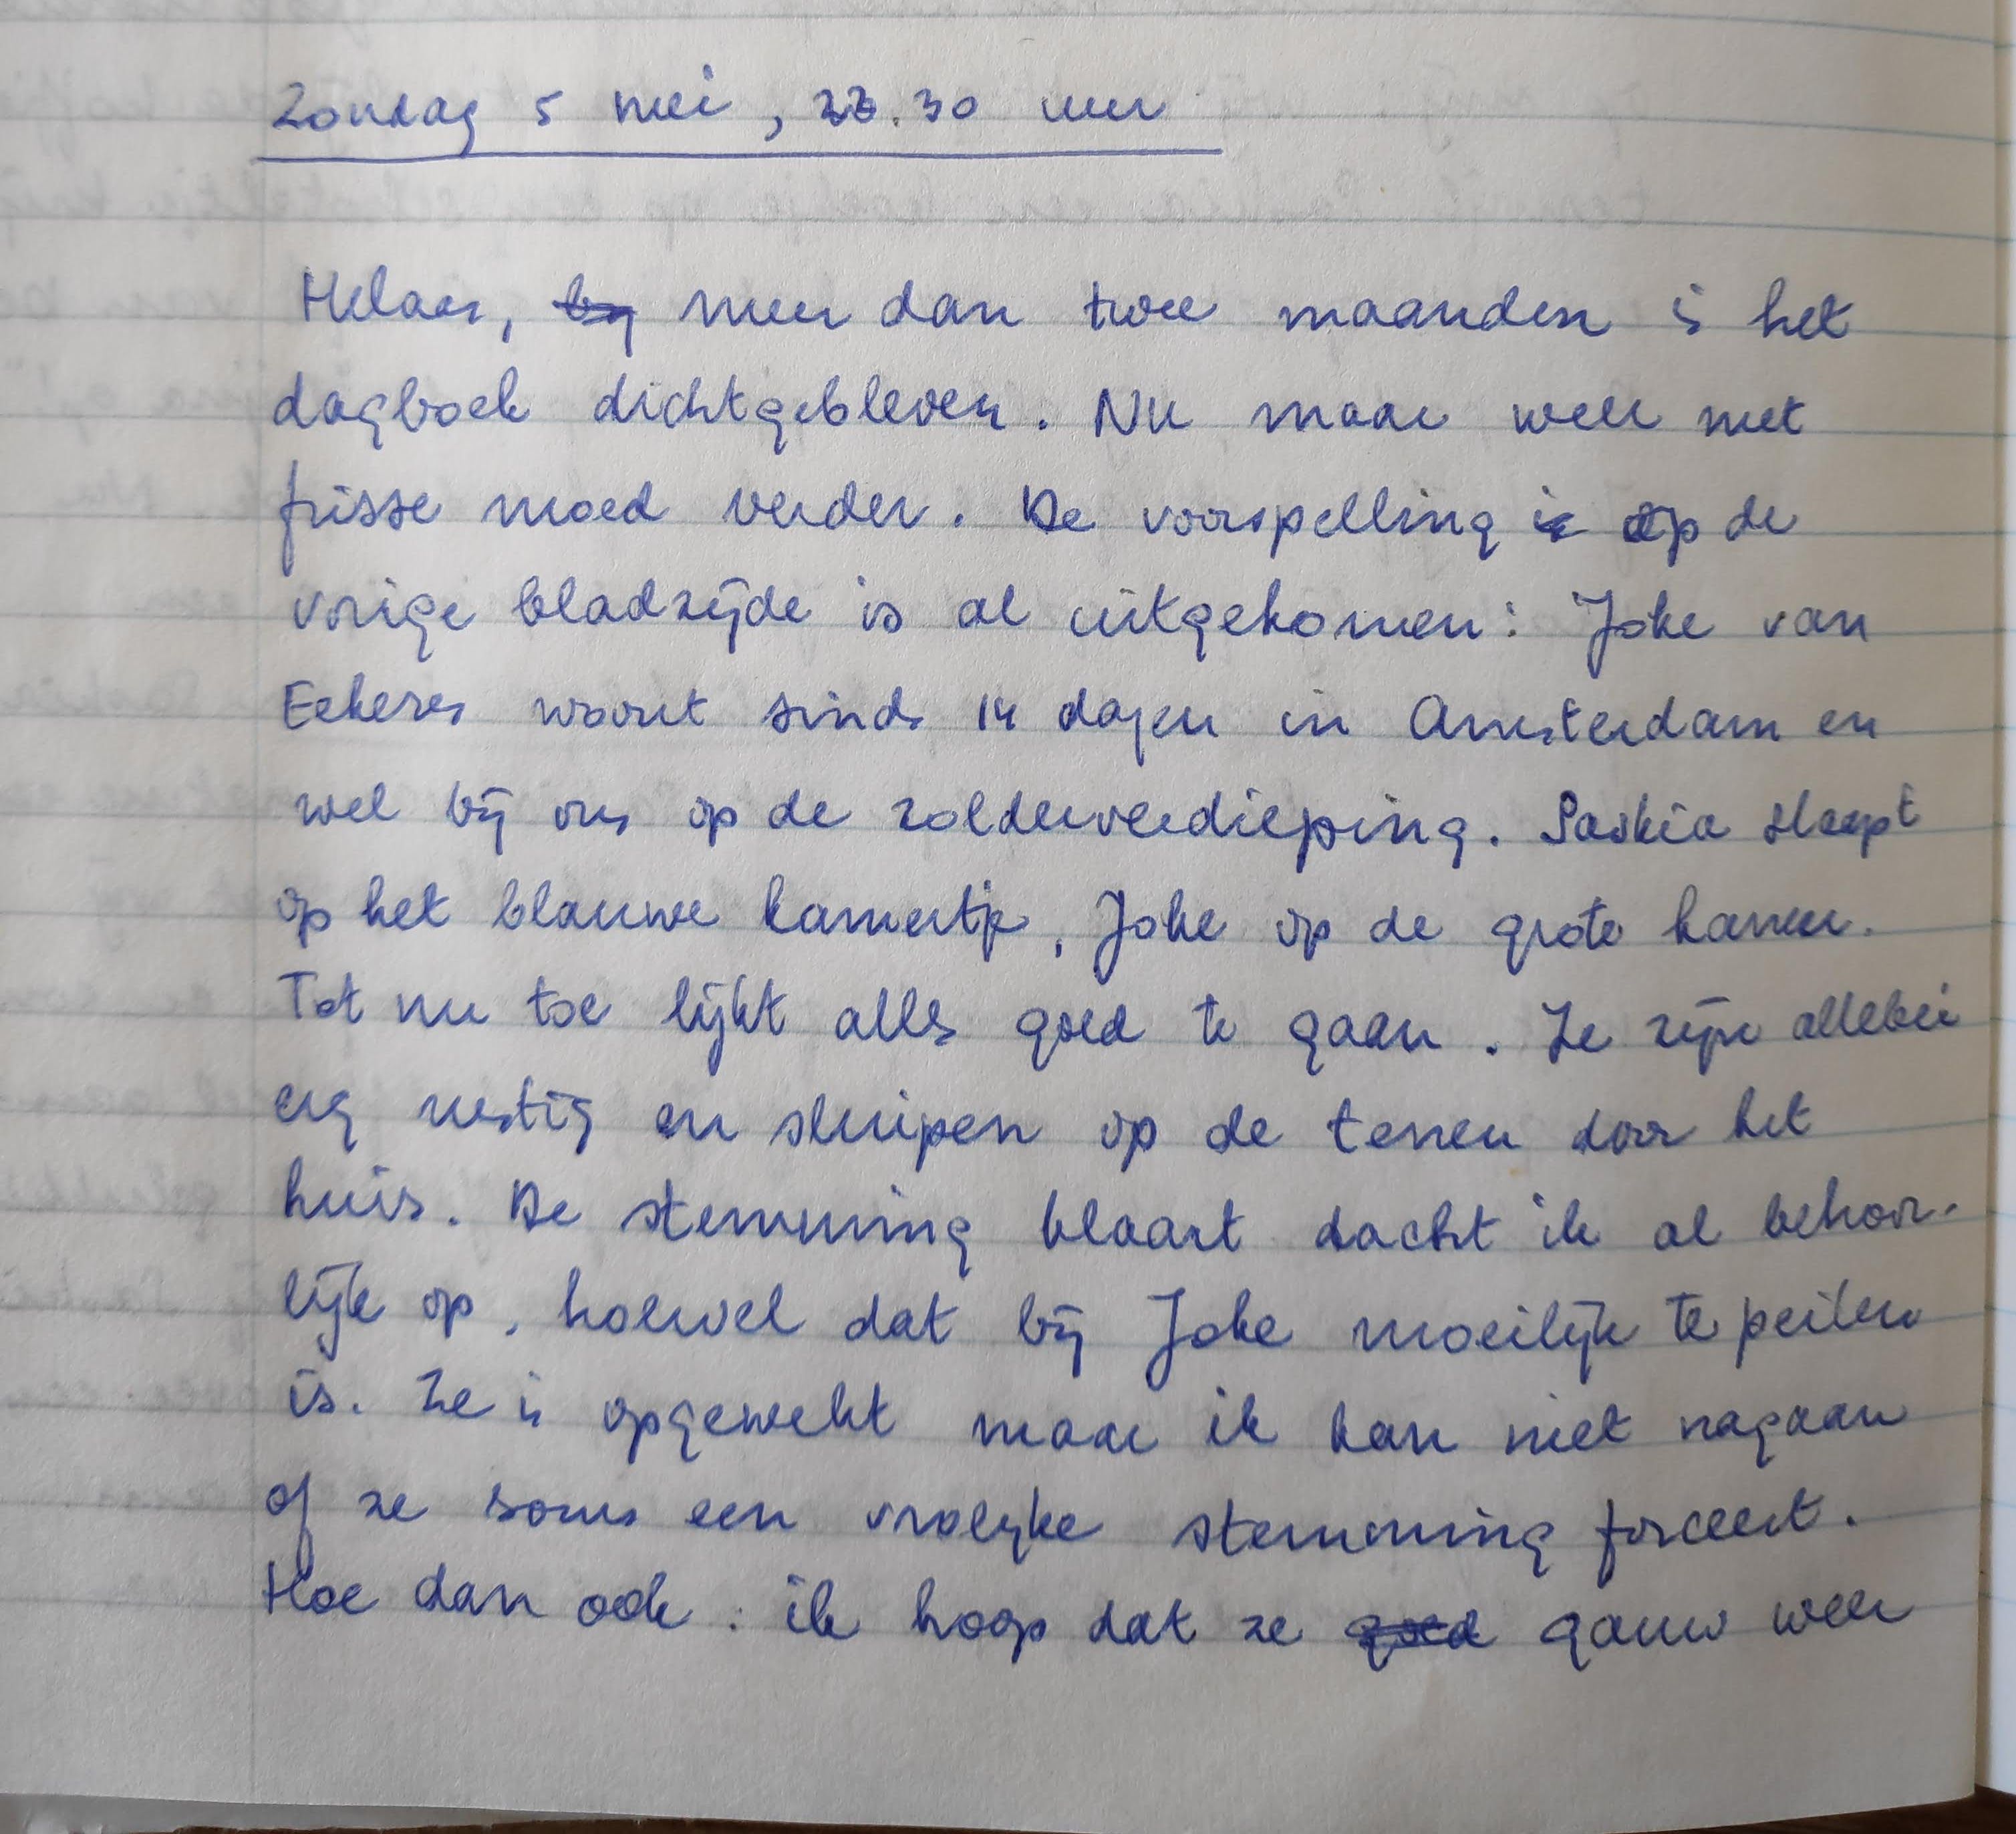 Zondag 5 mei, 23.30 uur
Helaas, meer dan twee maanden is het
dagboek dichtgebleven. Nu maar weer met
frisse moed verder. De voorspelling op de
vorige bladzijde is al uitgekomen: Joke van
Eekeres woont sinds 14 dagen in Amsterdam en
wel bij ons op de zolderverdieping. Saskia slaapt
op het blauwe kamertje, Joke op de grote kamer.
Tot nu toe lijkt alles goed te gaan. Ze zijn allebei
erg rustig en sluipen op de tenen door het
huis. De stemming klaart dacht ik al behoor-
lijk op, hoewel dat bij Joke moeilijk te peilen
is. Ze is opgewekt maar ik kan niet nagaan
of ze soms een vrolijke stemming forceert.
Hoe dan ook: ik hoop dat ze gauw weer